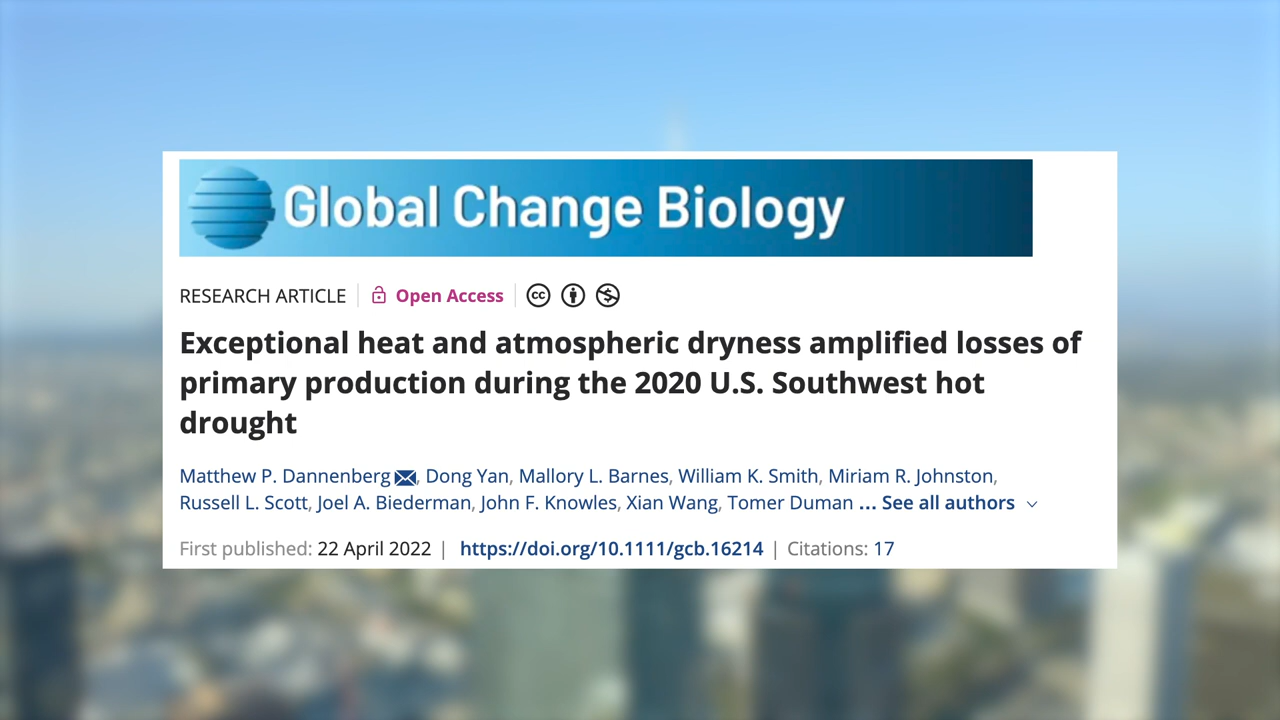 Global Change Biology
RESEARCH ARTICLE | Open Access | cc
Exceptional heat and atmospheric dryness amplified losses of
primary production during the 2020 U.S. Southwest hot
drought
Matthew P. Dannenberg, Dong Yan, Mallory L. Barnes, William K. Smith, Miriam R. Johnston,
Russell L. Scott, Joel A. Biederman, John F. Knowles, Xian Wang, Tomer Duman ... See all authors
First published: 22 April 2022 | https://doi.org/10.1111/gcb.16214 | Citations: 17